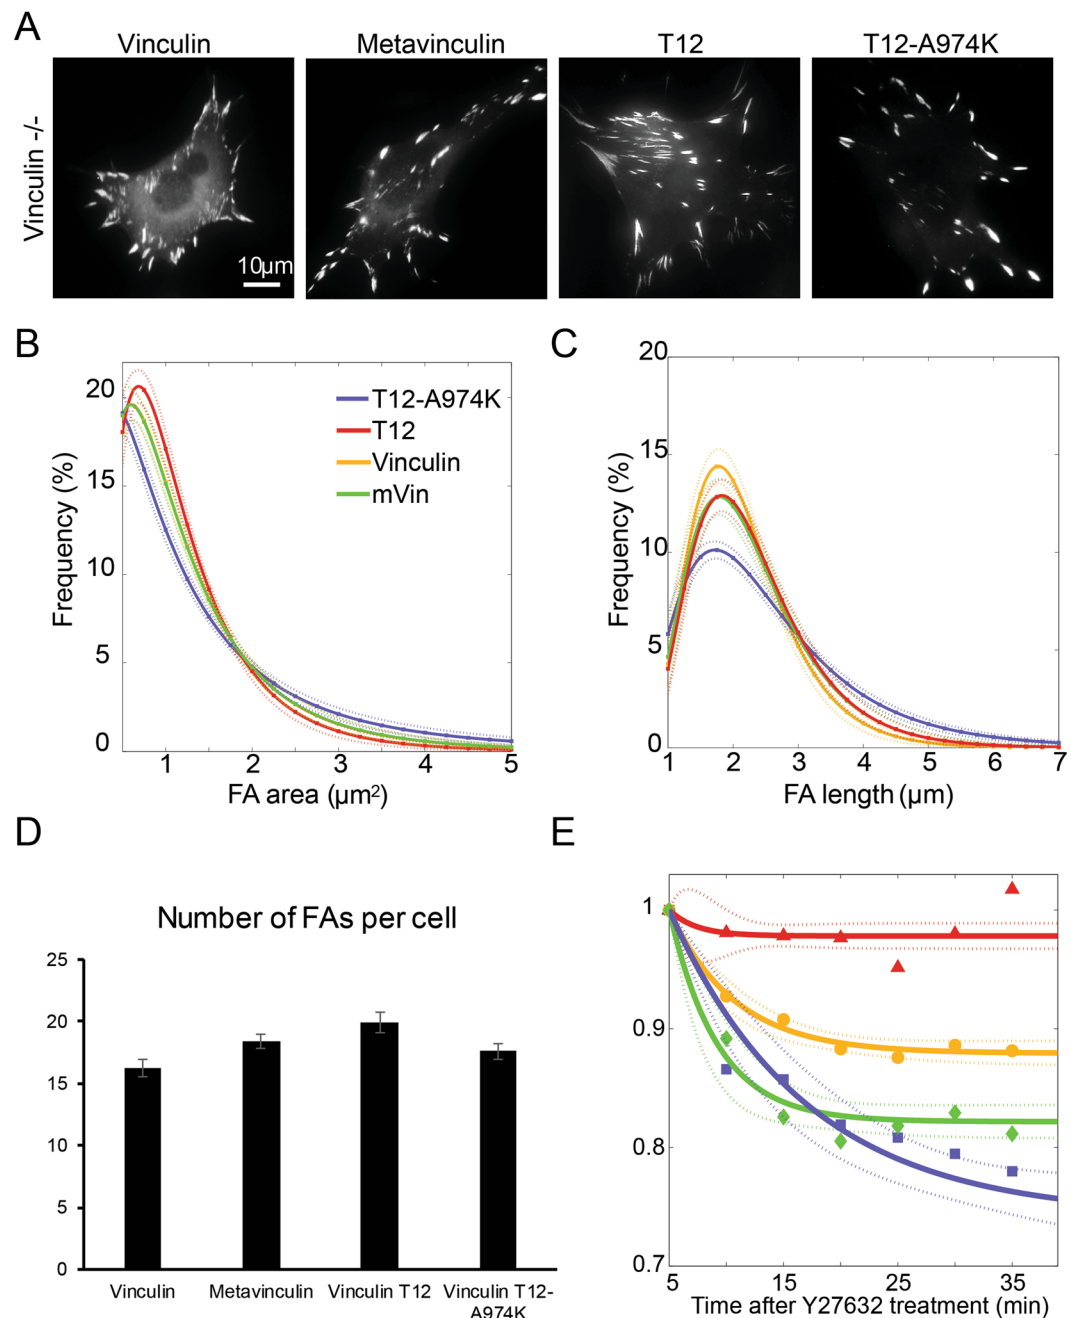 A
Vinculin
Metavinculin
T12
T12-A974K
Vinculin -/-
10µm
B
Frequency (%)
20
15
10
5
0
1 2 3 4 5
FA area (µm²)
T12-A974K
T12
Vinculin
mVin
C
Frequency (%)
20
15
10
5
0
1 2 3 4 5 6 7
FA length (µm)
D
Number of FAs per cell
25
20
15
10
5
0
Vinculin
Metavinculin
Vinculin T12
Vinculin T12-
A974K
E
1
0.9
0.8
0.7
5 15 25 35
Time after Y27632 treatment (min)